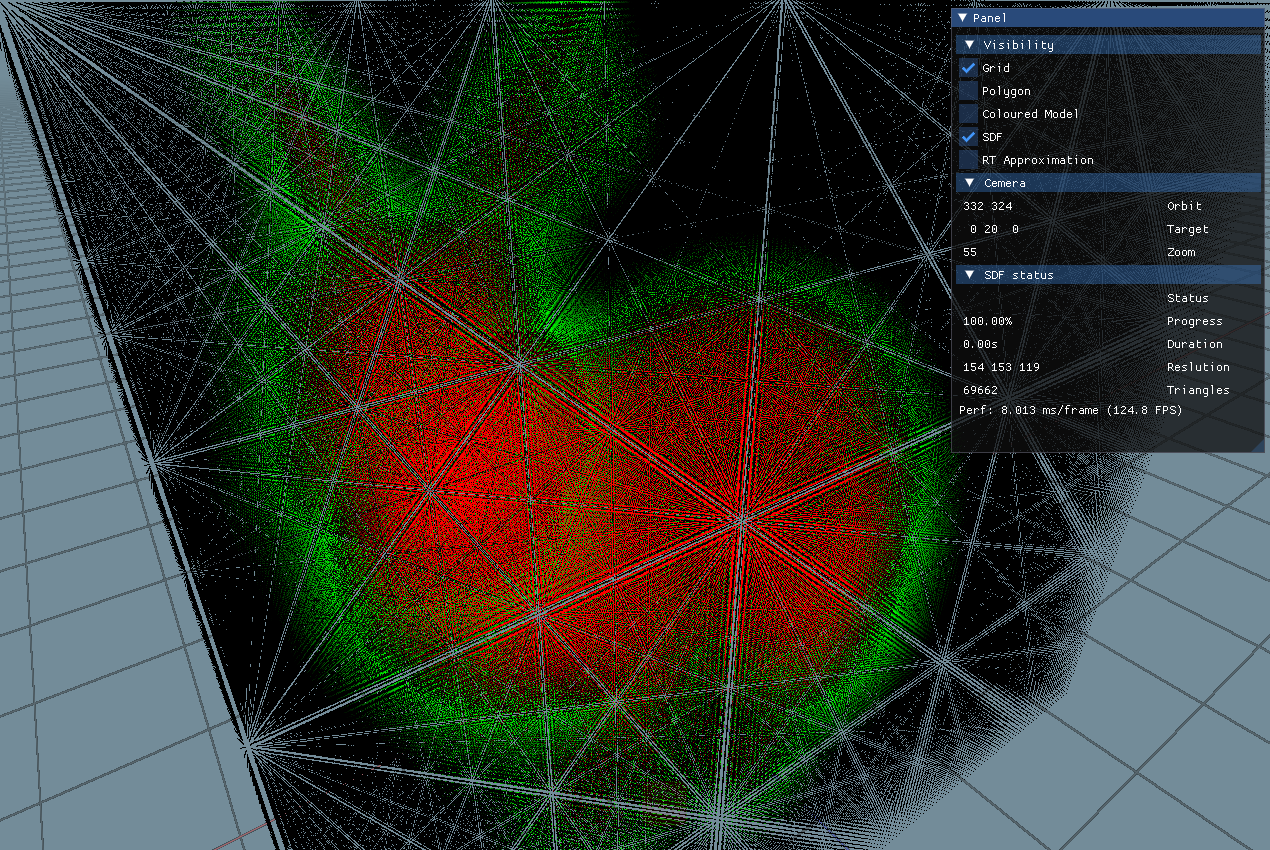 Panel
Visibility
Grid
Polygon
Coloured Model
SDF
RT Approximation
Cemera
332 324 Orbit
0 20 0 Target
55 Zoom
SDF status
Status
100.00% Progress
0.00s Duration
154 153 119 Reslution
69662 Triangles
Perf: 8.013 ms/frame (124.8 FPS)